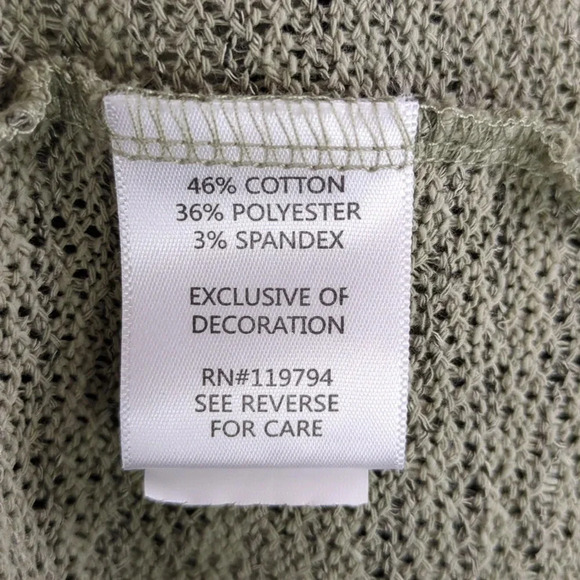 46% COTTON
36% POLYESTER
3% SPANDEX
EXCLUSIVE OF
DECORATION
RN#119794
SEE REVERSE
FOR CARE